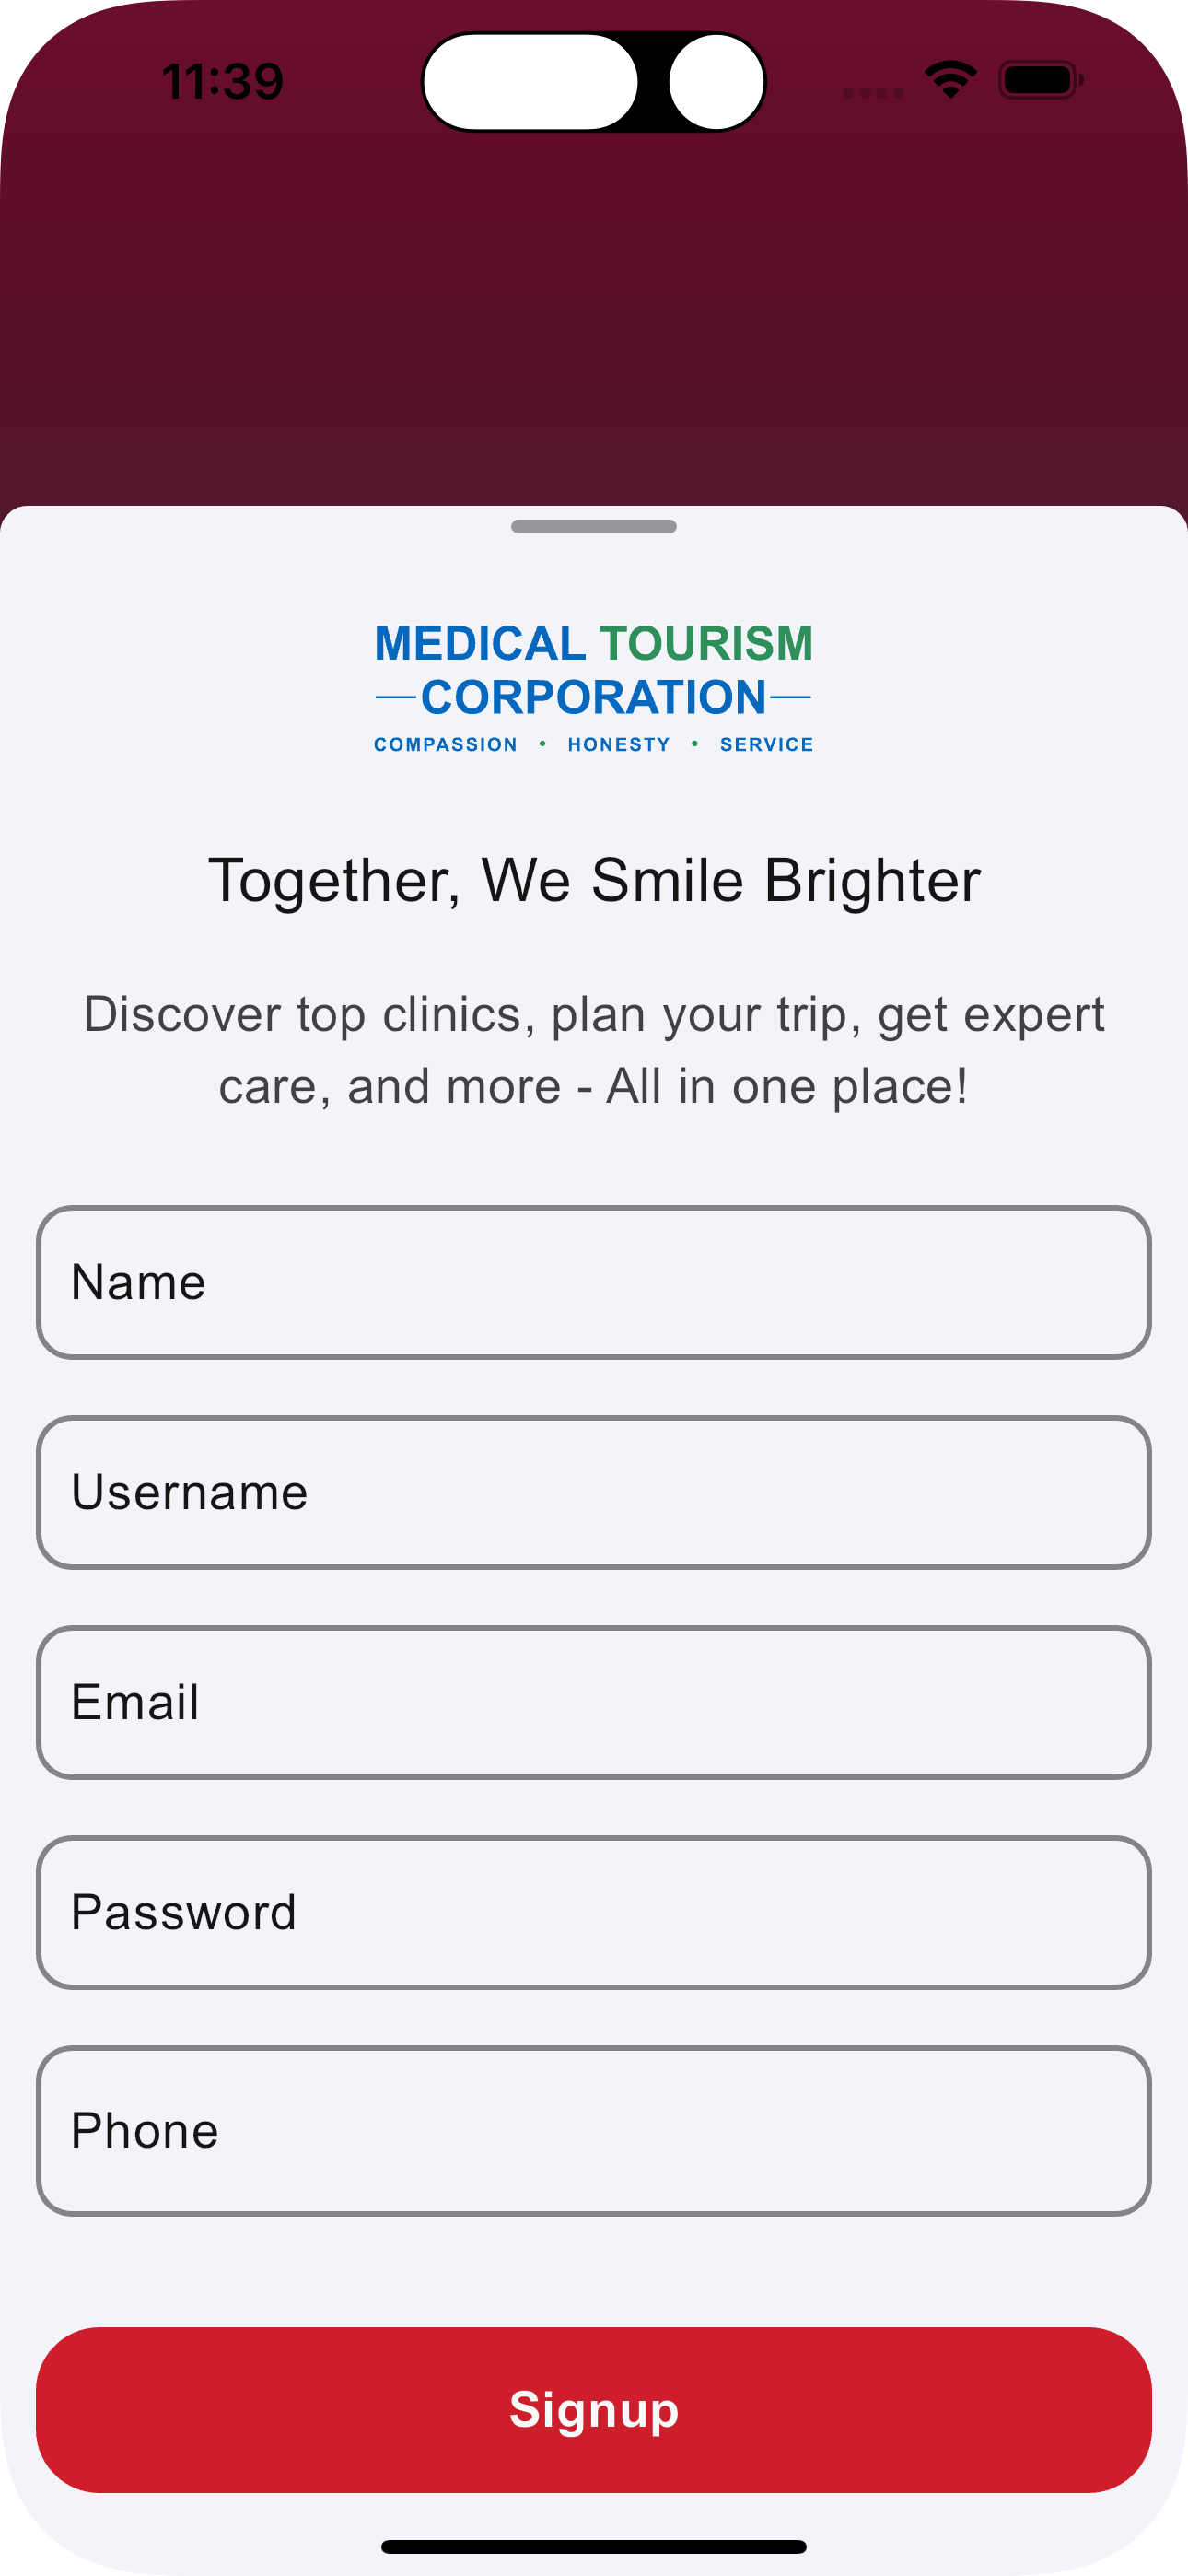 11:39
MEDICAL TOURISM
CORPORATION
COMPASSION • HONESTY • SERVICE
Together, We Smile Brighter
Discover top clinics, plan your trip, get expert
care, and more - All in one place!
Name
Username
Email
Password
Phone
Signup